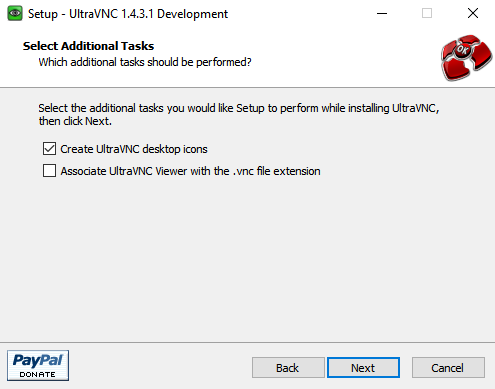 Setup - UltraVNC 1.4.3.1 Development
Select Additional Tasks
Which additional tasks should be performed?
OK
Select the additional tasks you would like Setup to perform while installing UltraVNC,
then click Next.
Create UltraVNC desktop icons
Associate UltraVNC Viewer with the .vnc file extension
PayPal
DONATE
Back
Next
Cancel